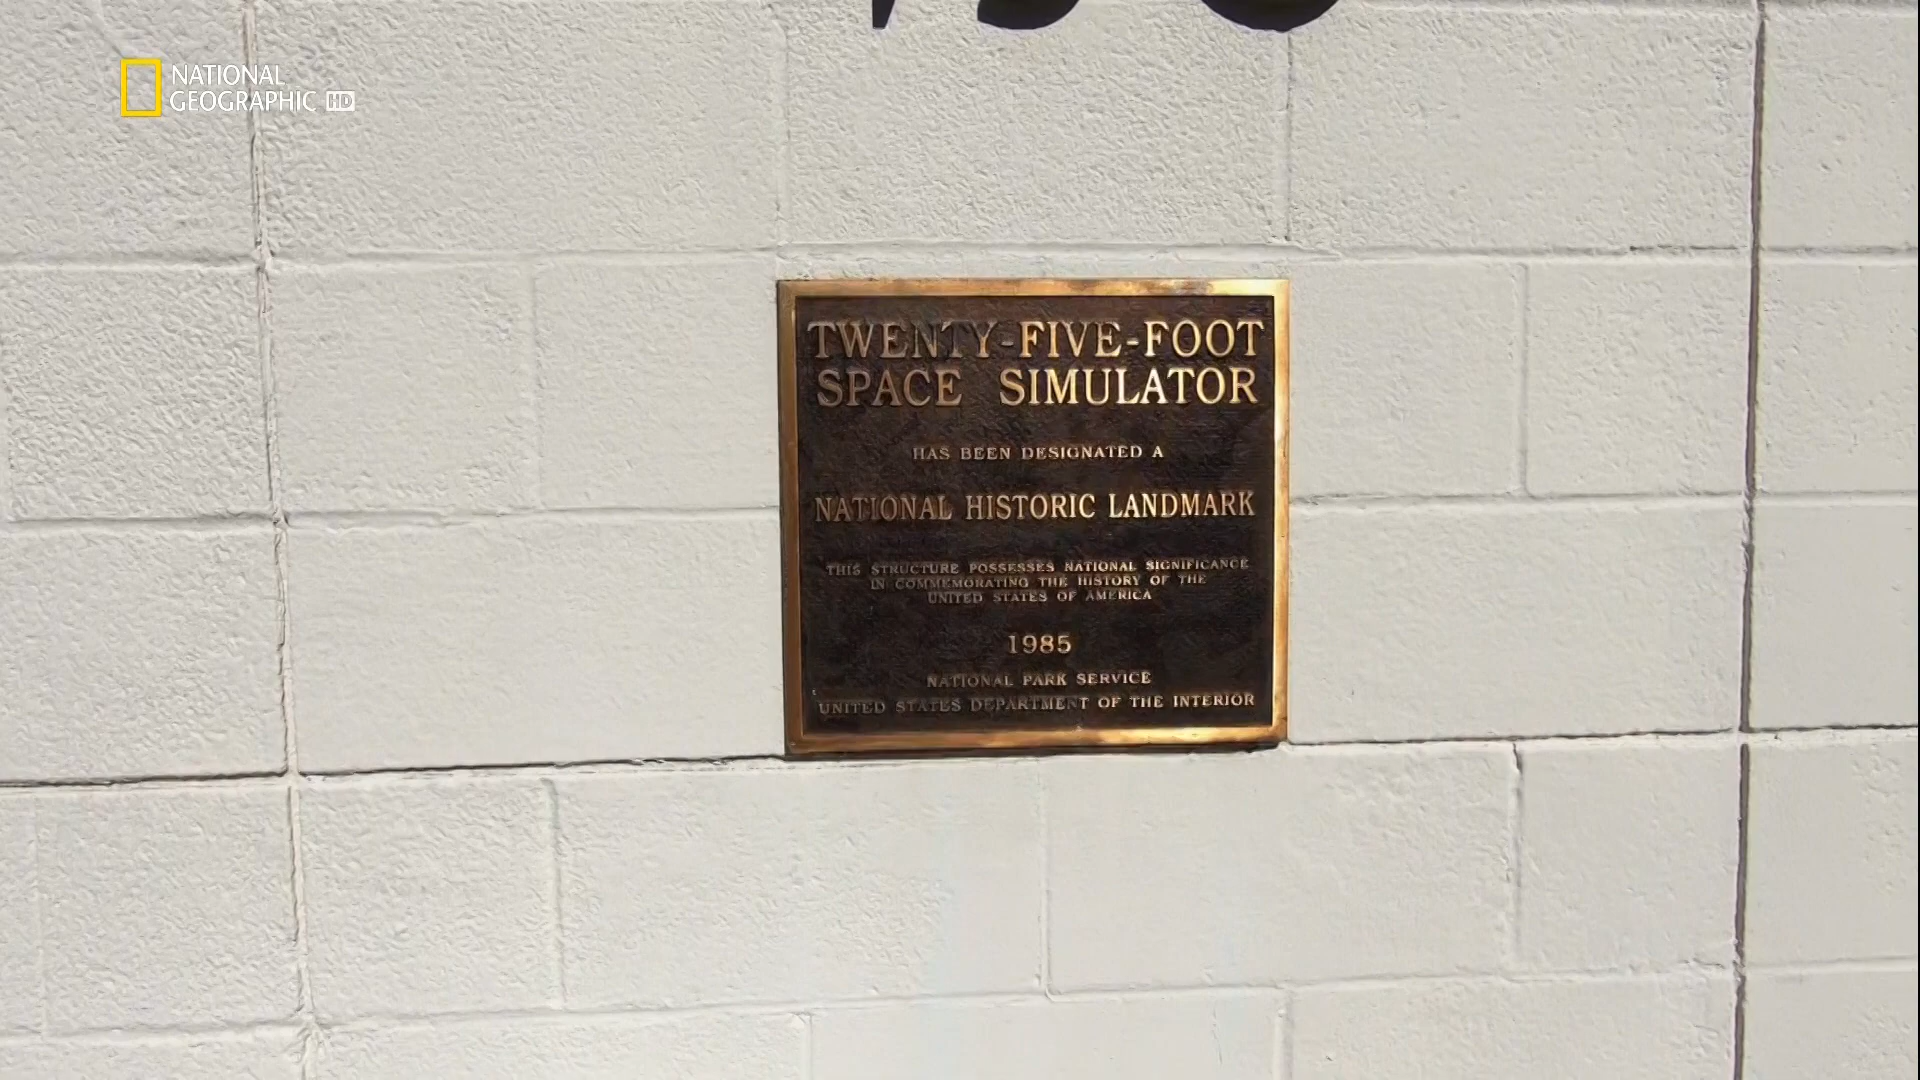 NATIONAL
GEOGRAPHIC HD
TWENTY-FIVE-FOOT
SPACE SIMULATOR
HAS BEEN DESIGNATED A
NATIONAL HISTORIC LANDMARK
THIS STRUCTURE POSSESSES NATIONAL SIGNIFICANCE
IN COMMEMORATING THE HISTORY OF THE
UNITED STATES OF AMERICA
1985
NATIONAL PARK SERVICE
UNITED STATES DEPARTMENT OF THE INTERIOR